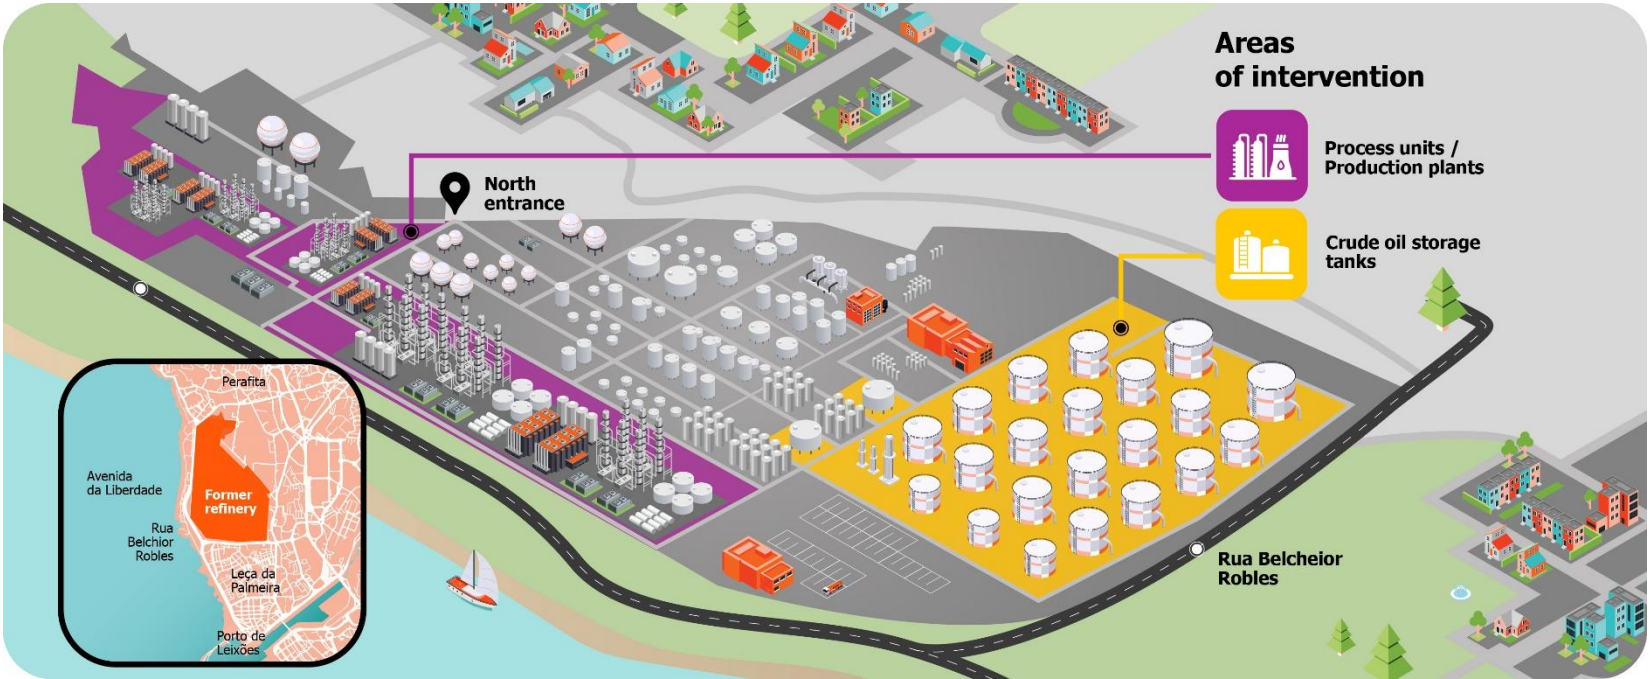 Areas
of intervention
Process units /
Production plants
North
entrance
Crude oil storage
tanks
Perafita
Avenida
da Liberdade
Former
refinery
Rua
Belchior
Robles
Leça da
Palmeira
Porto de
Leixões
Rua Belcheior
Robles